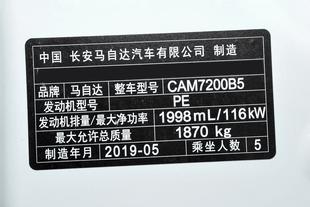 中国 长安马自达汽车有限公司 制造
品牌 马自达 整车型号 CAM7200B5
发动机型号 PE
发动机排量/最大净功率 1998mL/116kW
最大允许总质量 1870 kg
制造年月 2019-05 乘坐人数 5